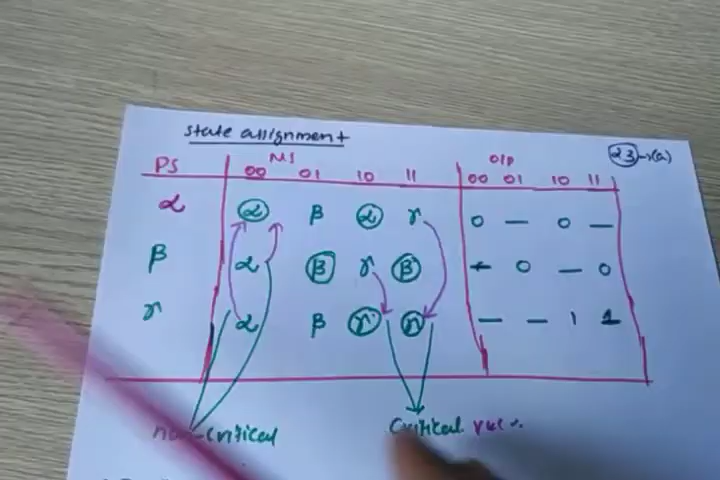 State assignment
23→(a)
PS NS O/P
00 01 10 11 00 01 10 11
α α β α r 0 — 0 —
β α β r β — 0 — 0
r α β r r — — 1 1
non-critical Critical